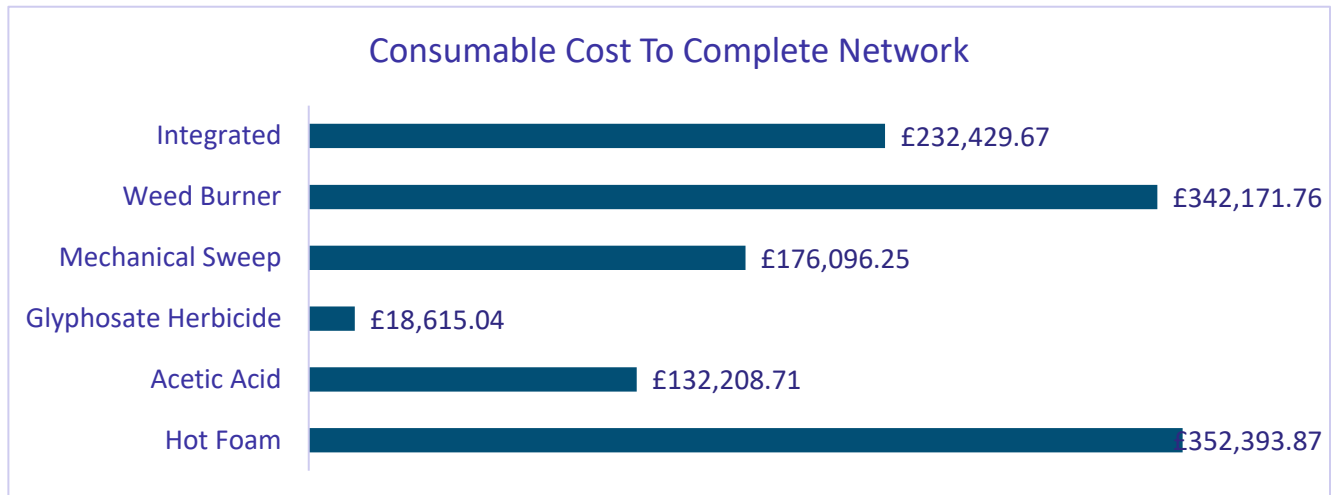 Consumable Cost To Complete Network
Integrated £232,429.67
Weed Burner £342,171.76
Mechanical Sweep £176,096.25
Glyphosate Herbicide £18,615.04
Acetic Acid £132,208.71
Hot Foam £352,393.87